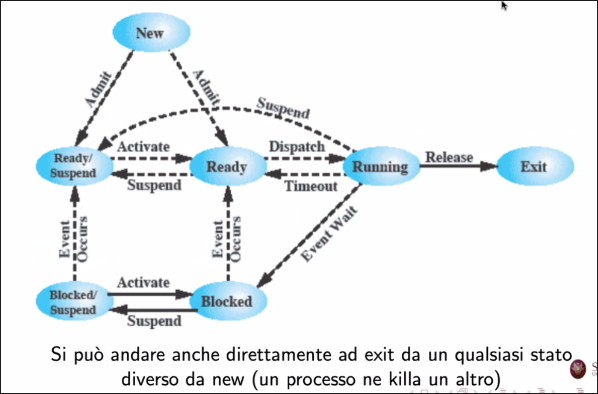 New
Admit
Admit
Suspend
Ready/
Suspend
Activate
Suspend
Ready
Dispatch
Timeout
Running
Release
Exit
Event
Occurs
Event
Occurs
Event Wait
Blocked/
Suspend
Activate
Suspend
Blocked
Si può andare anche direttamente ad exit da un qualsiasi stato
diverso da new (un processo ne killa un altro)